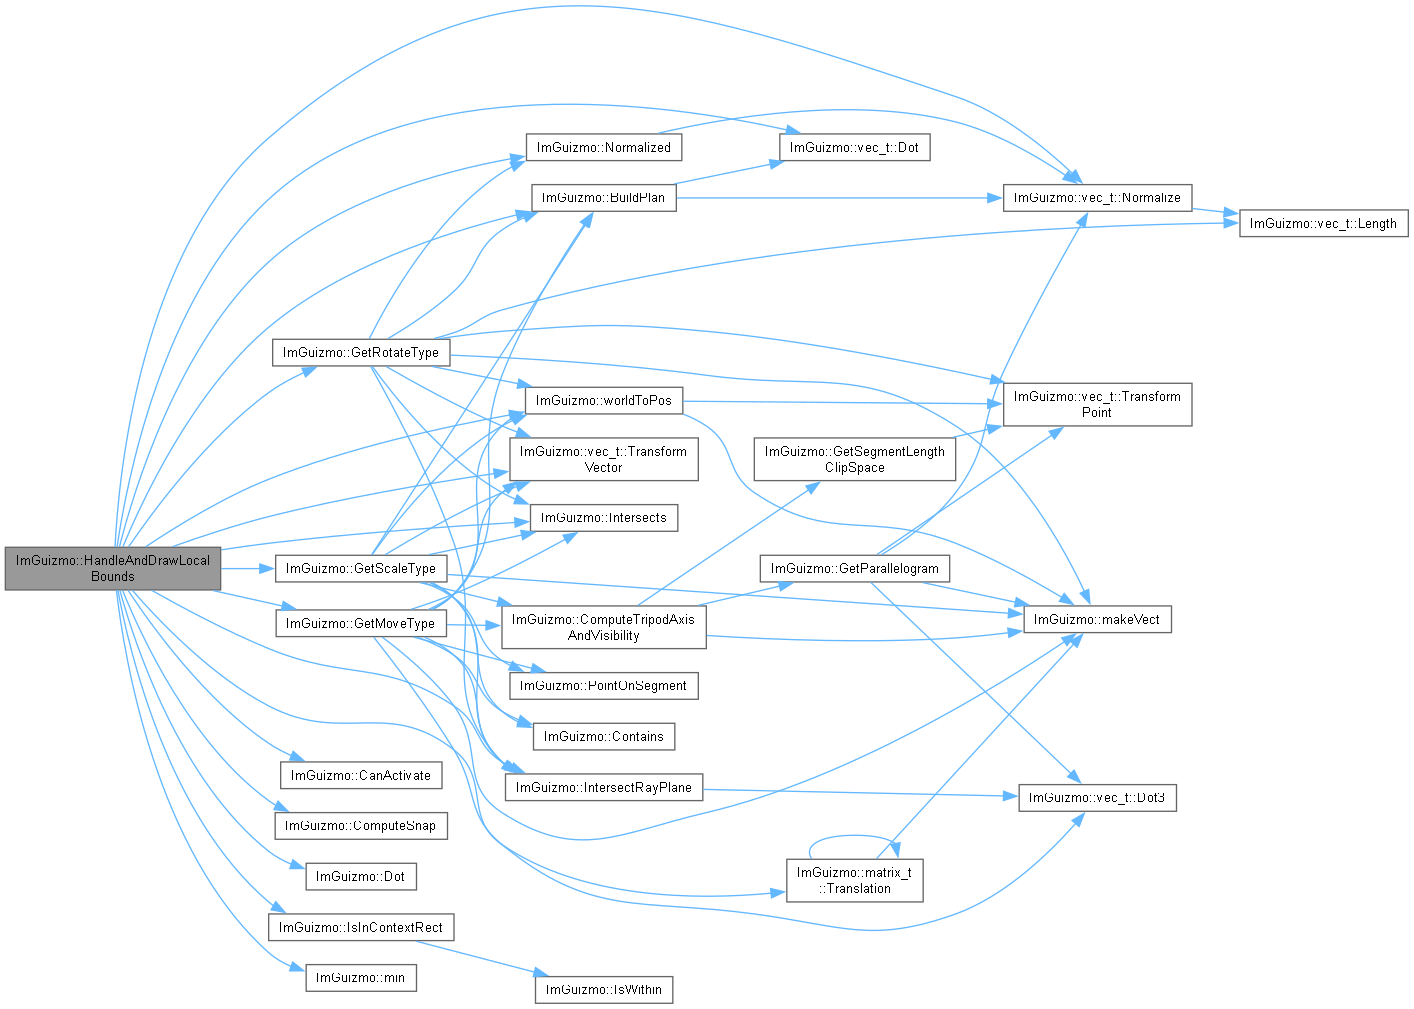 ImGuizmo::HandleAndDrawLocal
Bounds
ImGuizmo::GetRotateType
ImGuizmo::GetScaleType
ImGuizmo::GetMoveType
ImGuizmo::CanActivate
ImGuizmo::ComputeSnap
ImGuizmo::Dot
ImGuizmo::IsInContextRect
ImGuizmo::min
ImGuizmo::Normalized
ImGuizmo::BuildPlan
ImGuizmo::worldToPos
ImGuizmo::vec_t::Transform
Vector
ImGuizmo::Intersects
ImGuizmo::ComputeTripodAxis
AndVisibility
ImGuizmo::PointOnSegment
ImGuizmo::Contains
ImGuizmo::IntersectRayPlane
ImGuizmo::IsWithin
ImGuizmo::vec_t::Dot
ImGuizmo::GetSegmentLength
ClipSpace
ImGuizmo::GetParallelogram
ImGuizmo::matrix_t
::Translation
ImGuizmo::vec_t::Normalize
ImGuizmo::vec_t::Transform
Point
ImGuizmo::makeVect
ImGuizmo::vec_t::Dot3
ImGuizmo::vec_t::Length